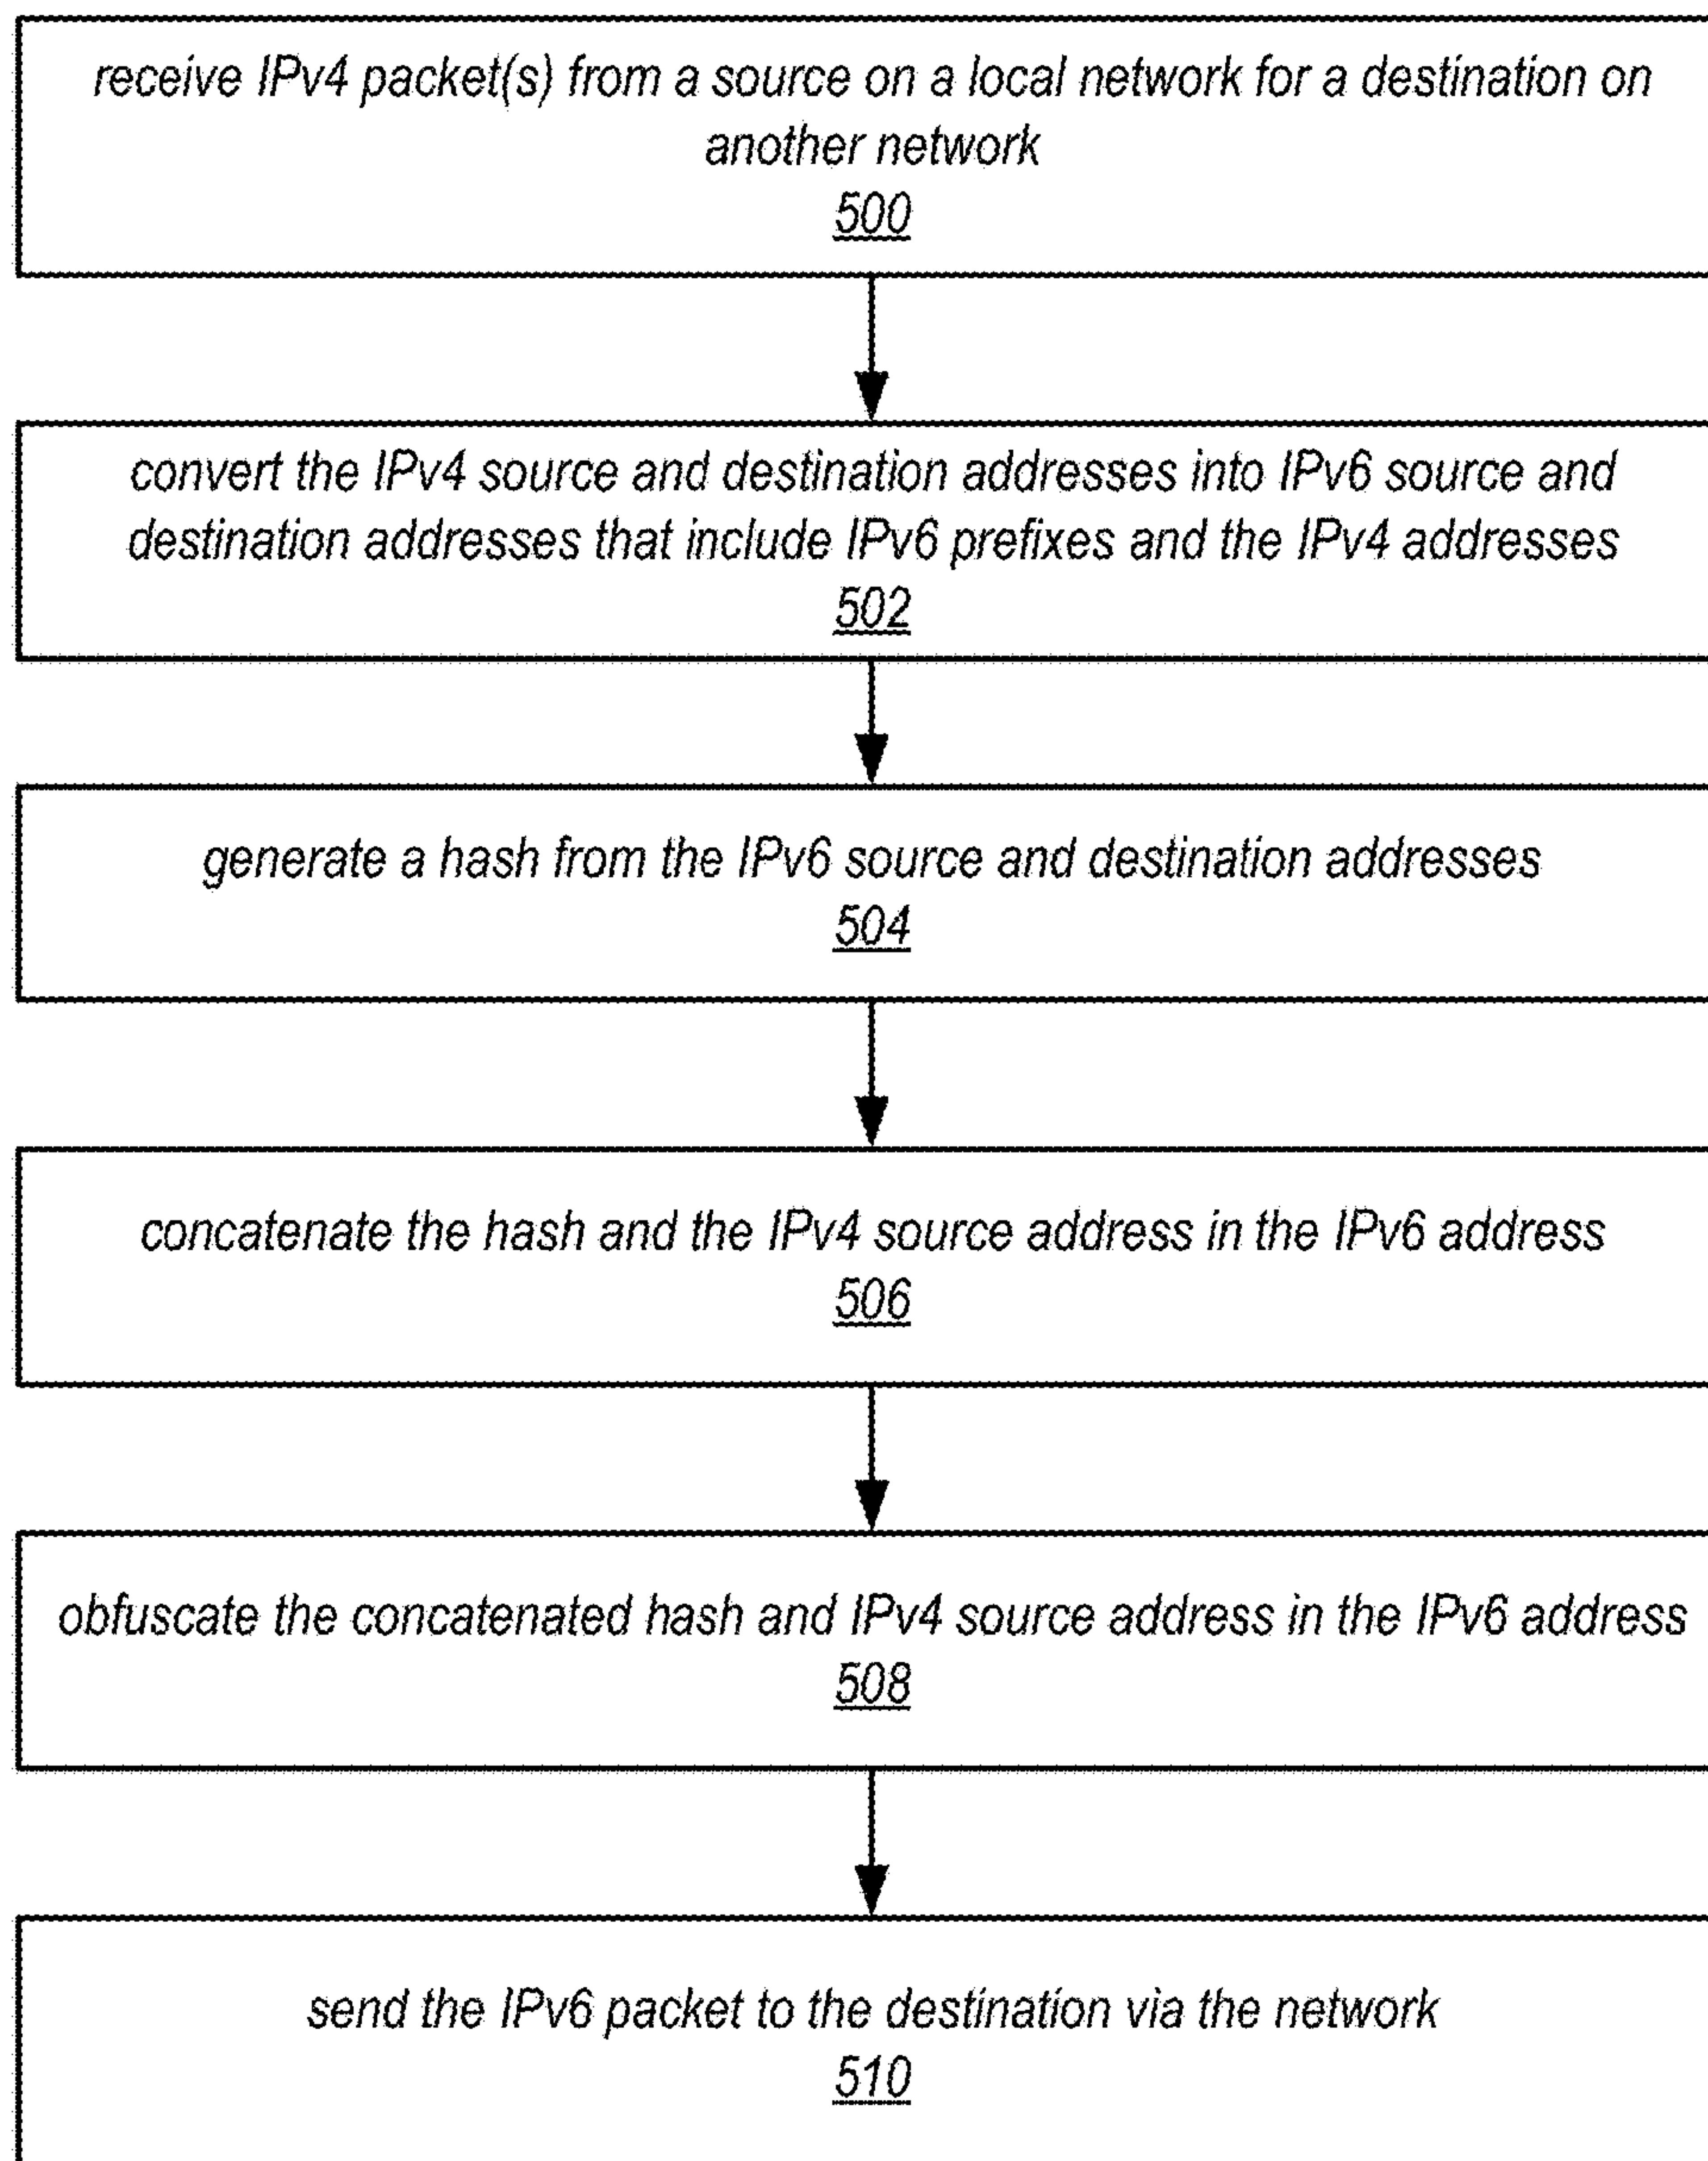 receive IPv4 packet(s) from a source on a local network for a destination on
another network
500
convert the IPv4 source and destination addresses into IPv6 source and
destination addresses that include IPv6 prefixes and the IPv4 addresses
502
generate a hash from the IPv6 source and destination addresses
504
concatenate the hash and the IPv4 source address in the IPv6 address
506
obfuscate the concatenated hash and IPv4 source address in the IPv6 address
508
send the IPv6 packet to the destination via the network
510